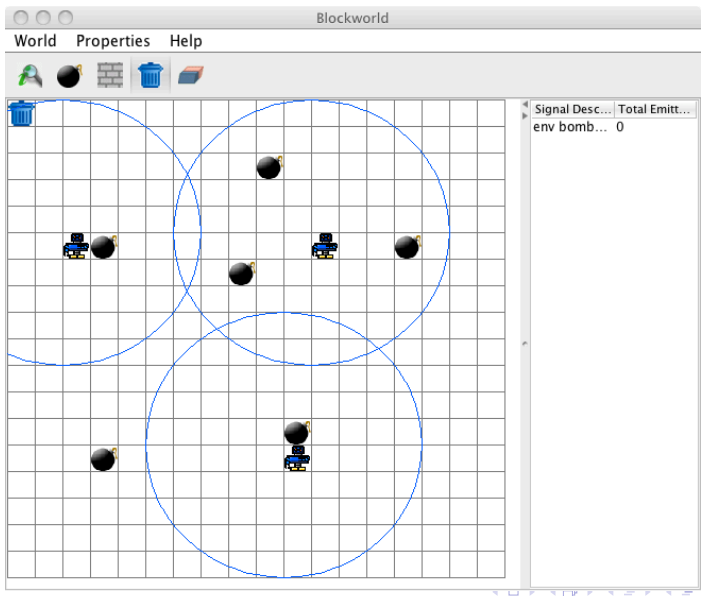 Blockworld
World Properties Help
Signal Desc... Total Emitt...
env bomb... 0